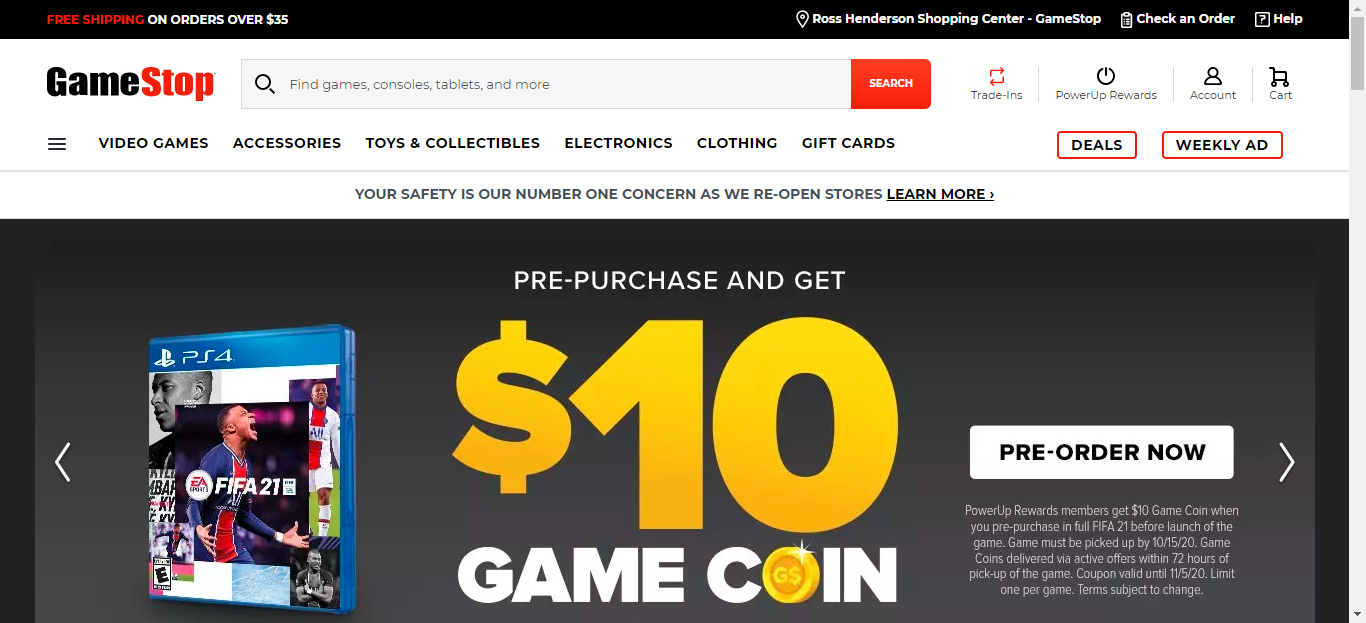 FREE SHIPPING ON ORDERS OVER $35
Ross Henderson Shopping Center - GameStop
Check an Order
Help
GameStop
Find games, consoles, tablets, and more
SEARCH
Trade-Ins
PowerUp Rewards
Account
Cart
VIDEO GAMES
ACCESSORIES
TOYS & COLLECTIBLES
ELECTRONICS
CLOTHING
GIFT CARDS
DEALS
WEEKLY AD
YOUR SAFETY IS OUR NUMBER ONE CONCERN AS WE RE-OPEN STORES LEARN MORE ›
PRE-PURCHASE AND GET
$10
GAME COIN
PS4
EA
SPORTS
FIFA 21
E
PRE-ORDER NOW
PowerUp Rewards members get $10 Game Coin when
you pre-purchase in full FIFA 21 before launch of the
game. Game must be picked up by 10/15/20. Game
Coins delivered via active offers within 72 hours of
pick-up of the game. Coupon valid until 11/5/20. Limit
one per game. Terms subject to change.